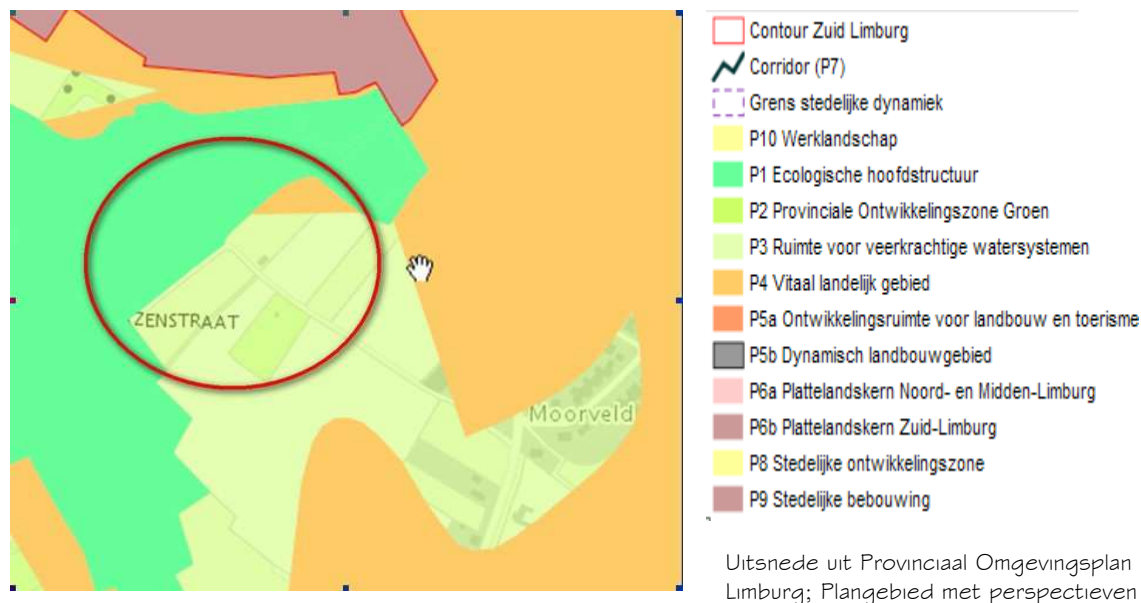 ZENSTRAAT
Moorveld
Contour Zuid Limburg
Corridor (P7)
Grens stedelijke dynamiek
P10 Werklandschap
P1 Ecologische hoofdstructuur
P2 Provinciale Ontwikkelingszone Groen
P3 Ruimte voor veerkrachtige watersystemen
P4 Vitaal landelijk gebied
P5a Ontwikkelingsruimte voor landbouw en toerisme
P5b Dynamisch landbouwgebied
P6a Plattelandskern Noord- en Midden-Limburg
P6b Plattelandskern Zuid-Limburg
P8 Stedelijke ontwikkelingszone
P9 Stedelijke bebouwing
Uitsnede uit Provinciaal Omgevingsplan
Limburg; Plangebied met perspectieven